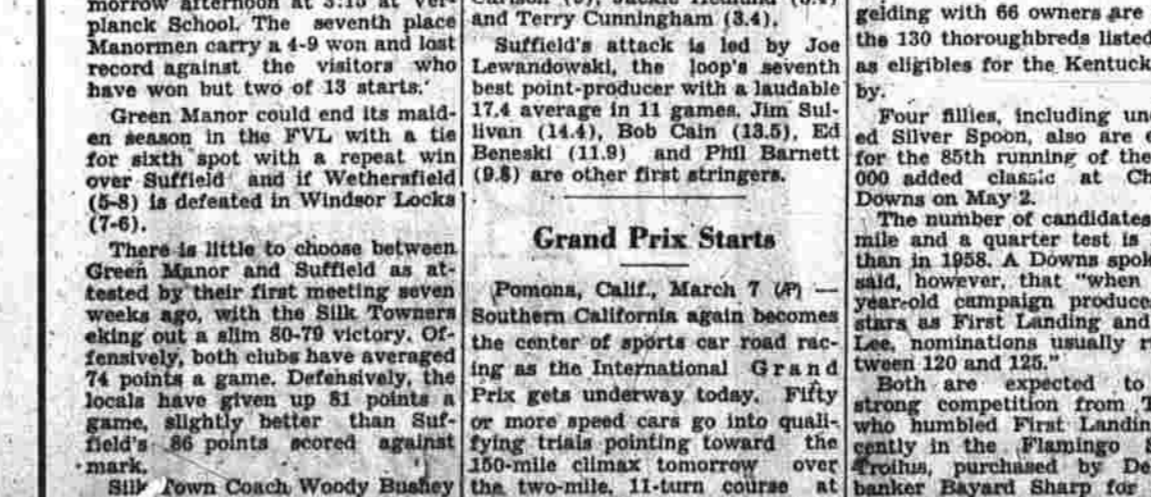 morrow afternoon at 3:15 at Ver-
planck School. The seventh place
Manormen carry a 4-9 won and lost
record against the visitors who
have won but two of 13 starts.
Green Manor could end its maid-
en season in the FVL with a tie
for sixth spot with a repeat win
over Suffield and if Wethersfield
(5-8) is defeated in Windsor Locks
(7-6).
There is little to choose between
Green Manor and Suffield as at-
tested by their first meeting seven
weeks ago, with the Silk Towners
eking out a slim 80-79 victory. Of-
fensively, both clubs have averaged
74 points a game. Defensively, the
locals have given up 81 points a
game, slightly better than Suf-
field's 86 points scored against
mark.
Silk Town Coach Woody Bushey
and Terry Cunningham (3.4).
Suffield's attack is led by Joe
Lewandowski, the loop's seventh
best point-producer with a laudable
17.4 average in 11 games. Jim Sul-
livan (14.4), Bob Cain (13.5), Ed
Beneski (11.9) and Phil Barnett
(9.8) are other first stringers.
Grand Prix Starts
Pomona, Calif., March 7 (AP) —
Southern California again becomes
the center of sports car road rac-
ing as the International Grand
Prix gets underway today. Fifty
or more speed cars go into quali-
fying trials pointing toward the
150-mile climax tomorrow over
the two-mile, 11-turn course at
gelding with 66 owners are
the 130 thoroughbreds listed
as eligibles for the Kentuck
by.
Four fillies, including un
ed Silver Spoon, also are e
for the 85th running of the
000 added classic at Ch
Downs on May 2.
The number of candidates
mile and a quarter test is
than in 1958. A Downs spok
said, however, that "when
year-old campaign produce
stars as First Landing and
Lee, nominations usually r
tween 120 and 125."
Both are expected to
strong competition from T
who humbled First Landin
cently in the Flamingo S
Troilus, purchased by De
banker Bayard Sharp for